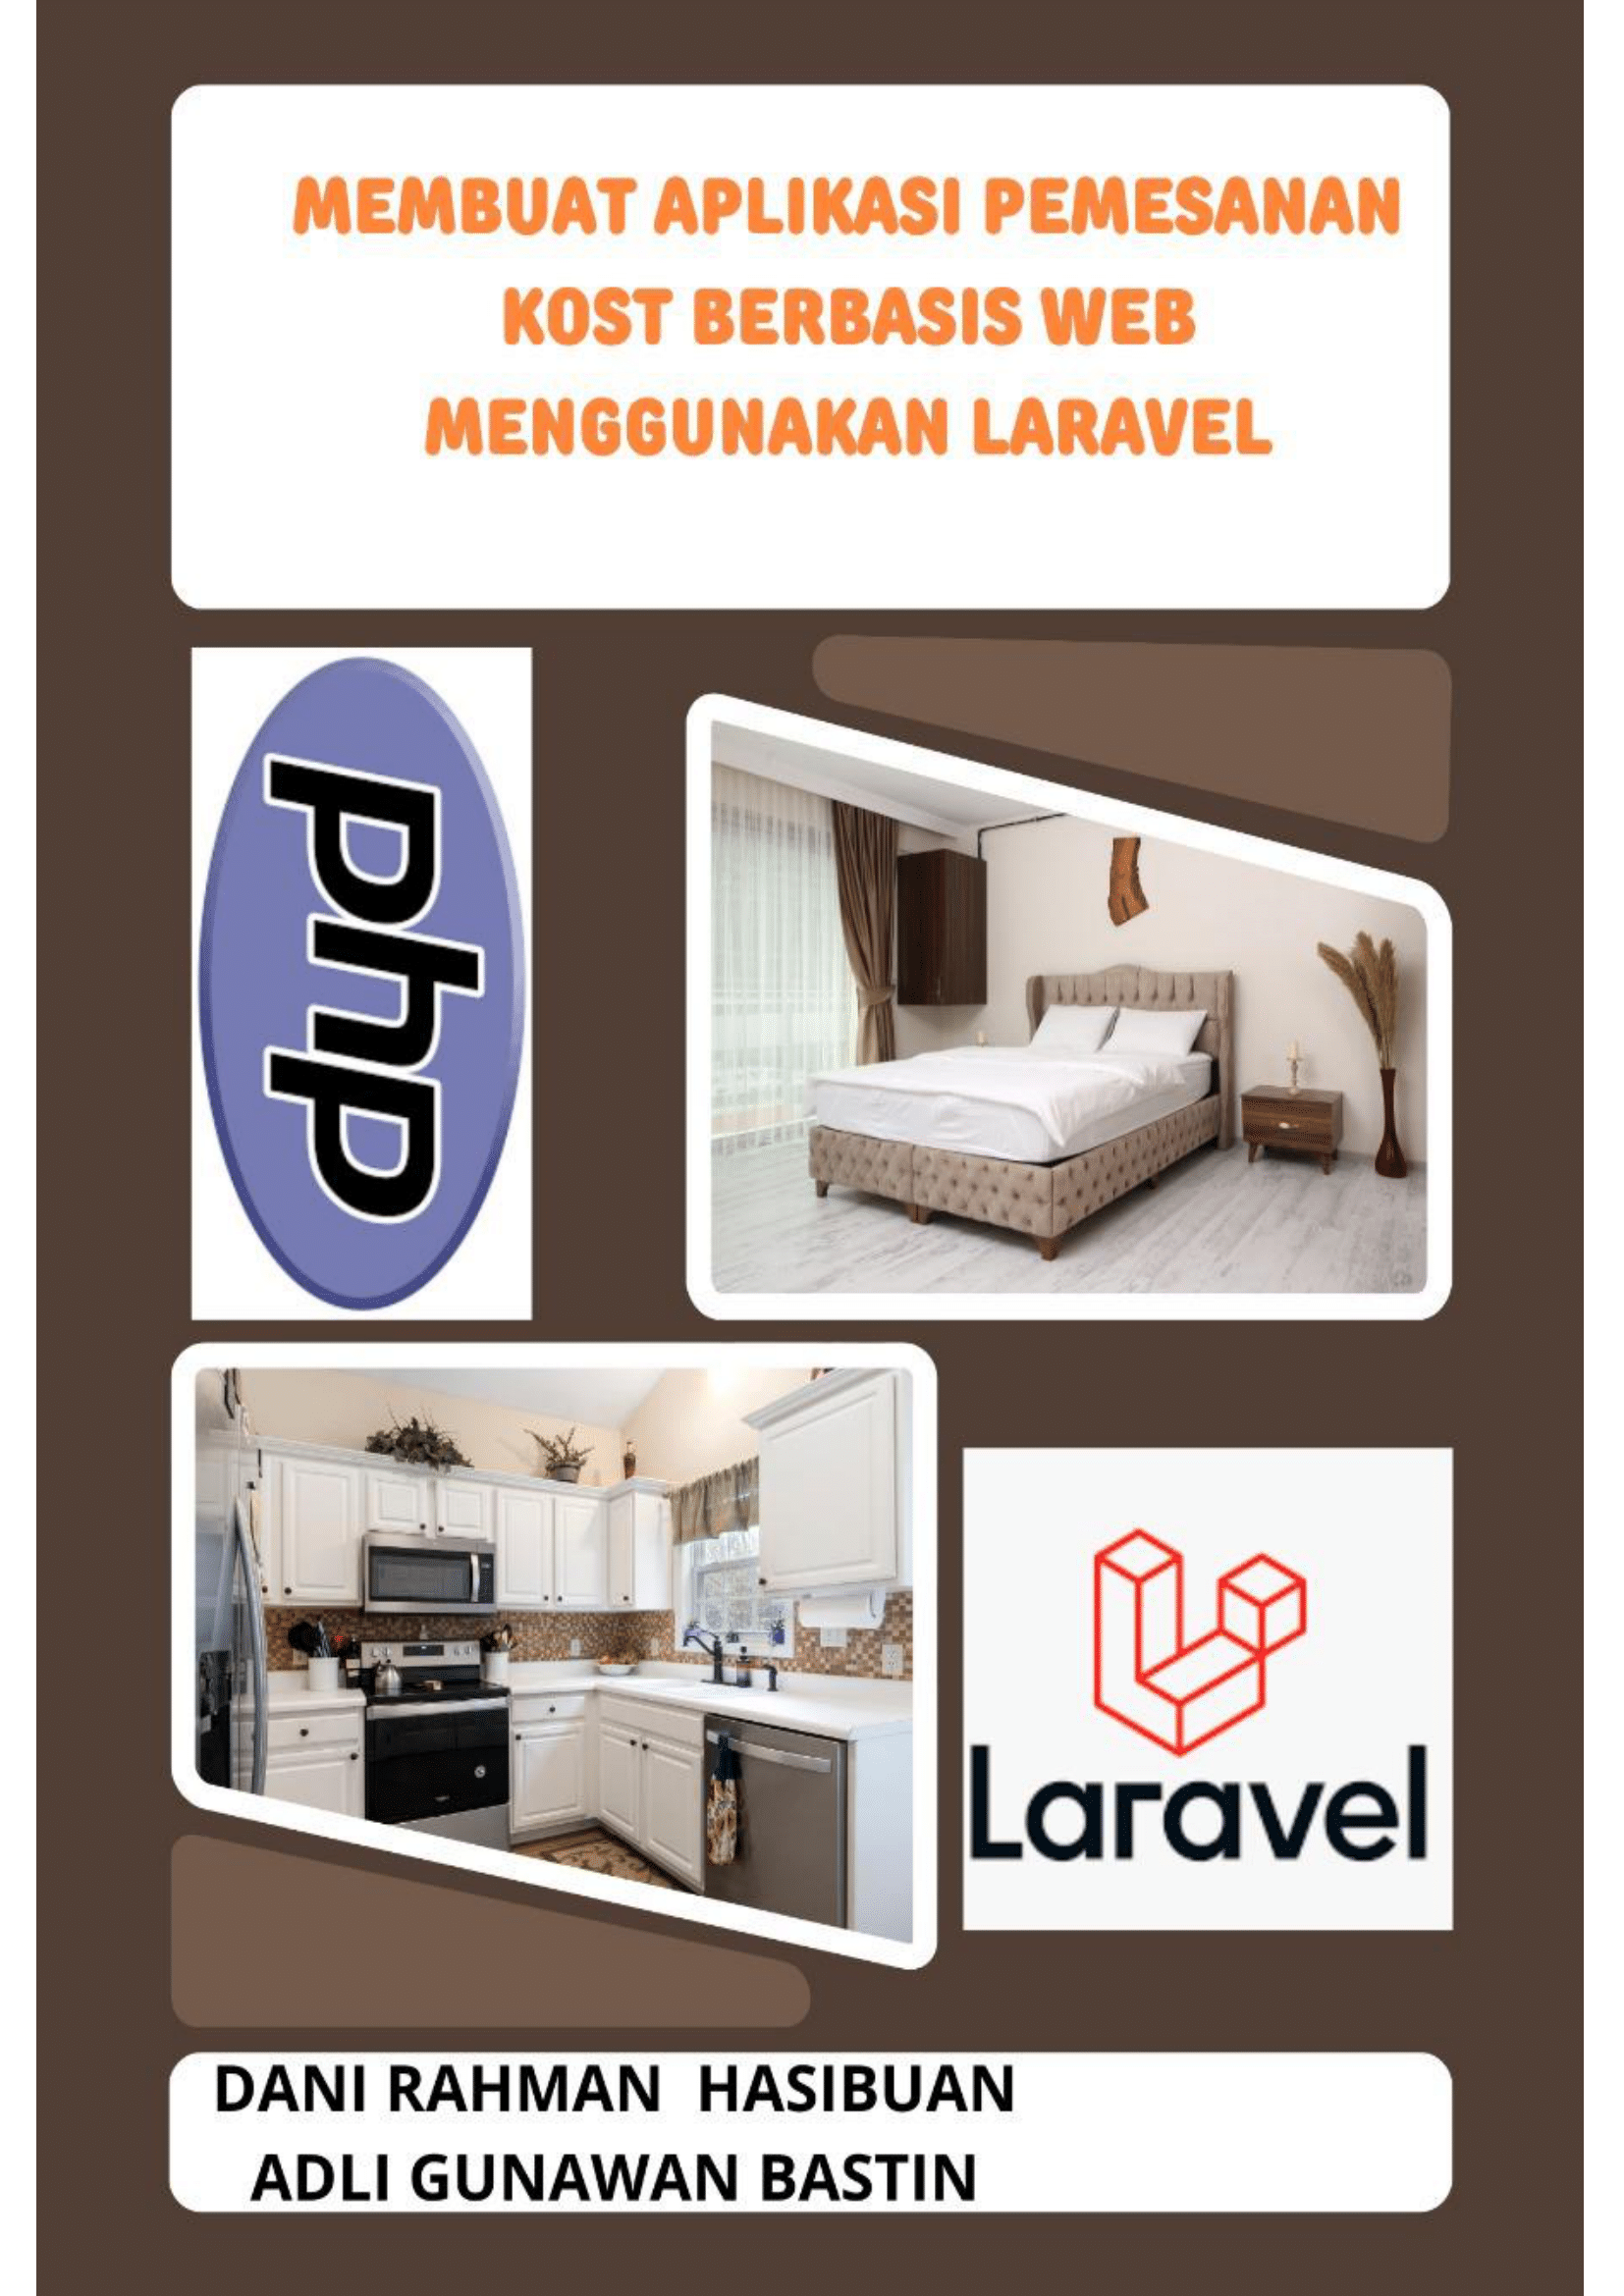 MEMBUAT APLIKASI PEMESANAN
KOST BERBASIS WEB
MENGGUNAKAN LARAVEL
php
Laravel
DANI RAHMAN HASIBUAN
ADLI GUNAWAN BASTIN